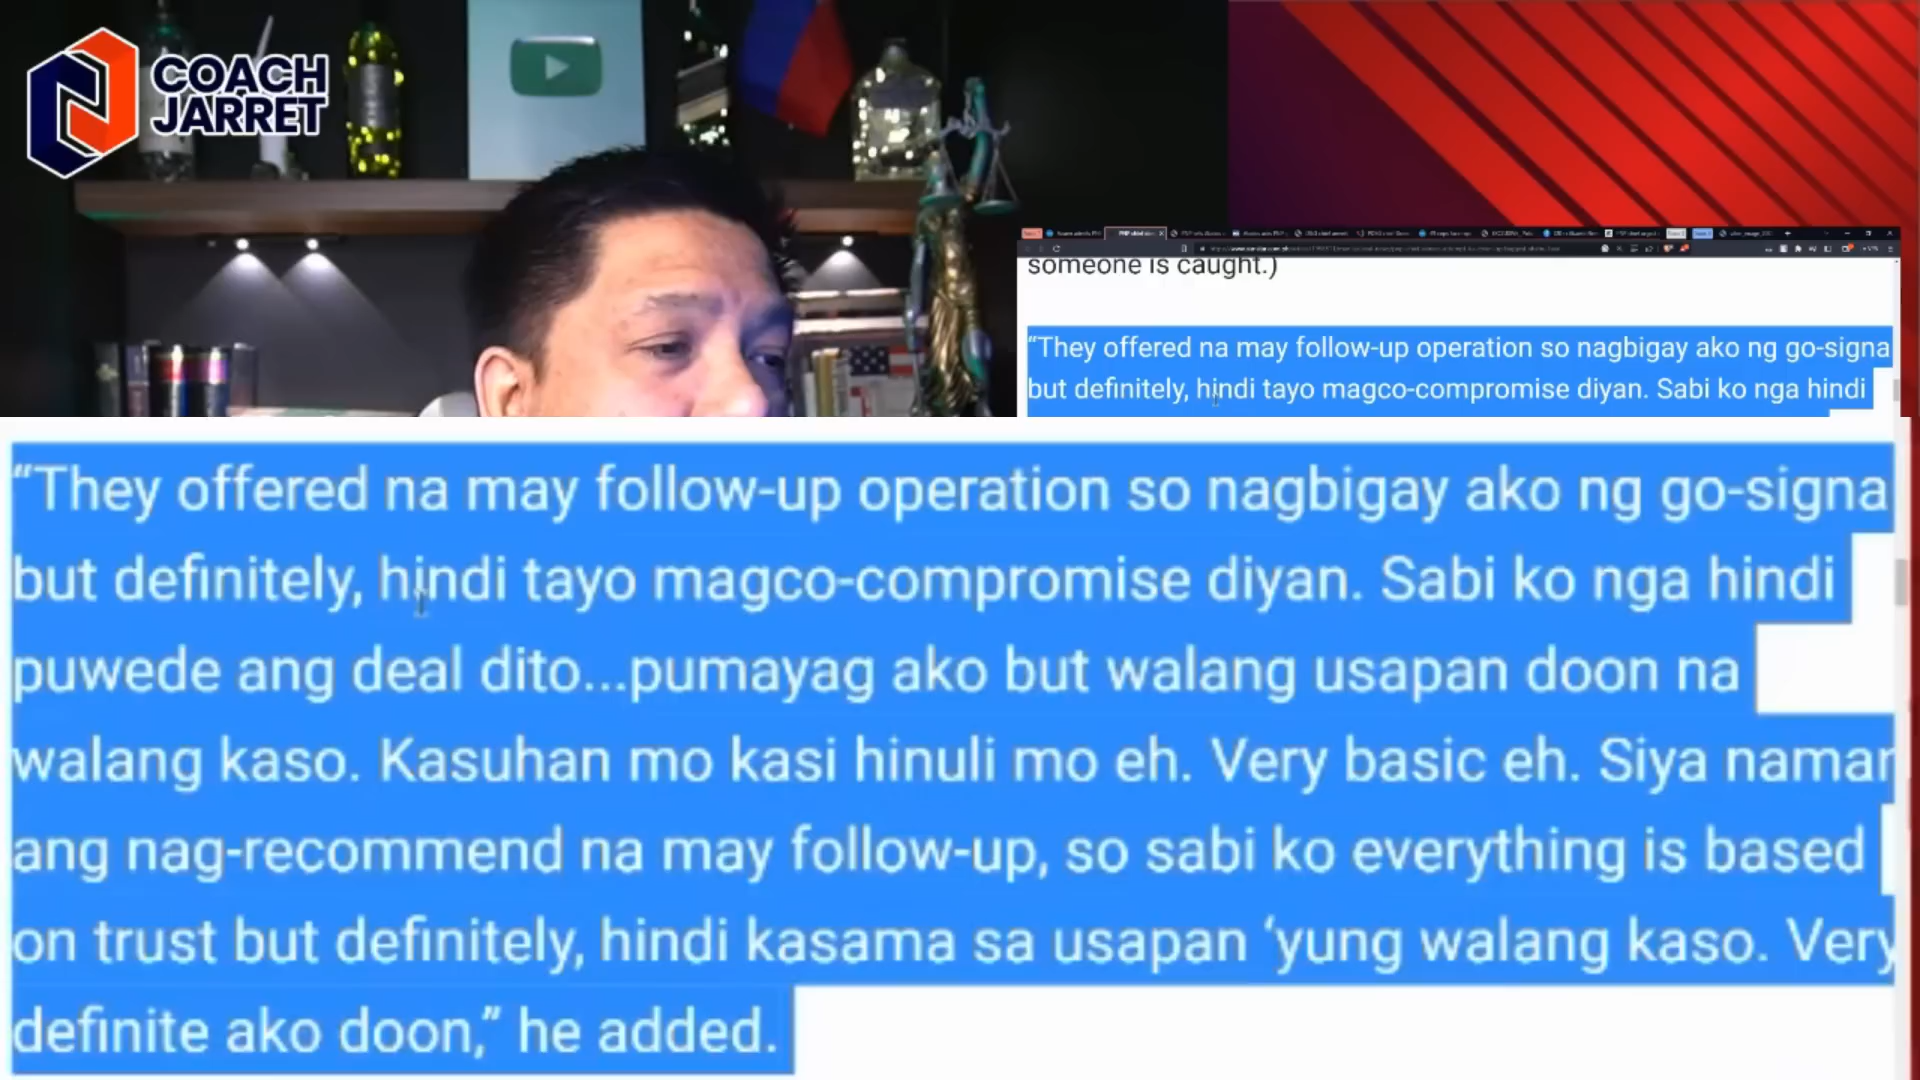 COACH
JARRET
someone is caught.)
“They offered na may follow-up operation so nagbigay ako ng go-signa
but definitely, hindi tayo magco-compromise diyan. Sabi ko nga hindi
“They offered na may follow-up operation so nagbigay ako ng go-signa
but definitely, hindi tayo magco-compromise diyan. Sabi ko nga hindi
puwede ang deal dito...pumayag ako but walang usapan doon na
walang kaso. Kasuhan mo kasi hinuli mo eh. Very basic eh. Siya naman
ang nag-recommend na may follow-up, so sabi ko everything is based
on trust but definitely, hindi kasama sa usapan ‘yung walang kaso. Very
definite ako doon,” he added.